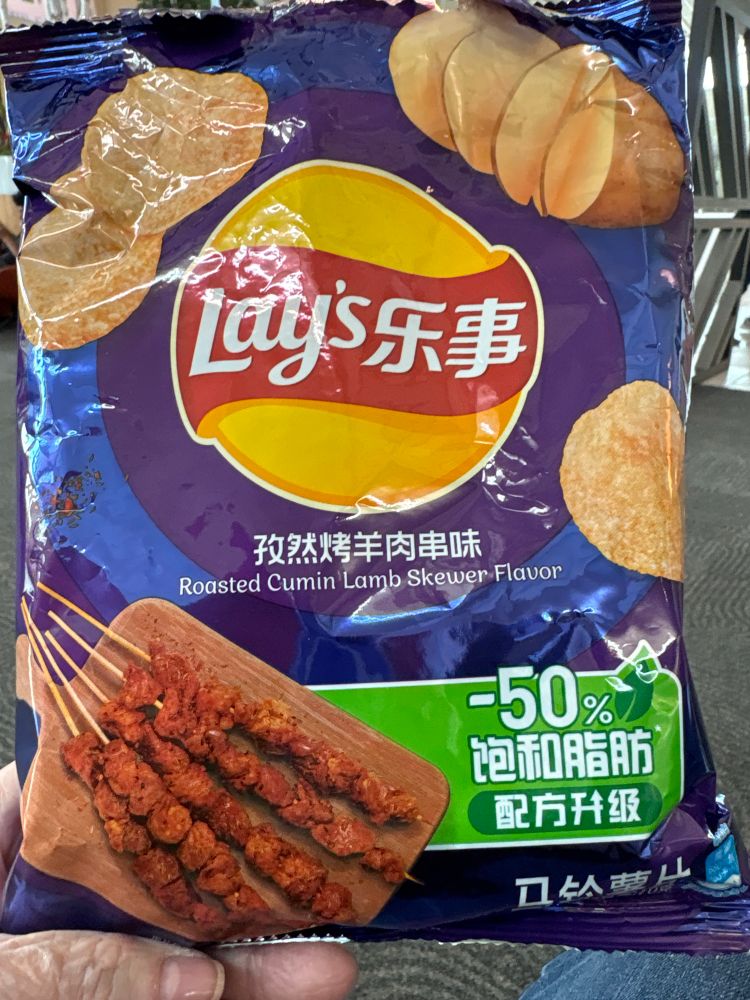 Lay's乐事
孜然烤羊肉串味
Roasted Cumin Lamb Skewer Flavor
-50%
饱和脂肪
配方升级
马铃薯片